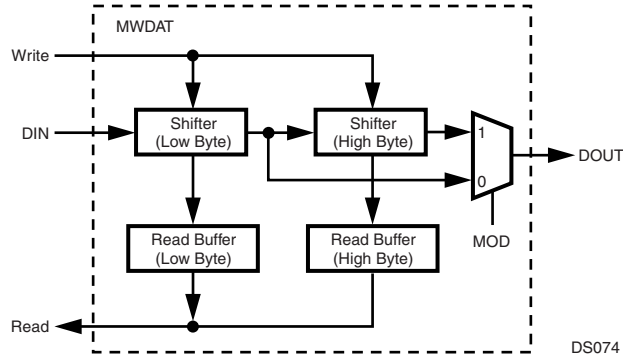 MWDAT
Write
DIN
Shifter
(Low Byte)
Shifter
(High Byte)
1
0
DOUT
MOD
Read Buffer
(Low Byte)
Read Buffer
(High Byte)
Read
DS074